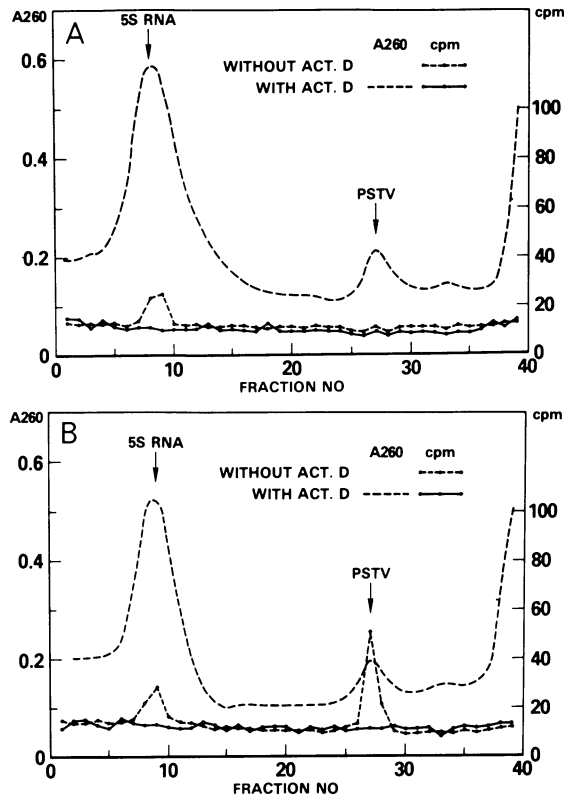 A260
A
5S RNA
cpm
0.6
A260 cpm
WITHOUT ACT. D
WITH ACT. D
100
0.4
80
PSTV
60
0.2
40
20
0
0
10
20
30
40
FRACTION NO
A260
B
5S RNA
cpm
0.6
A260 cpm
WITHOUT ACT. D
WITH ACT. D
100
0.4
80
PSTV
60
0.2
40
20
0
0
10
20
30
40
FRACTION NO